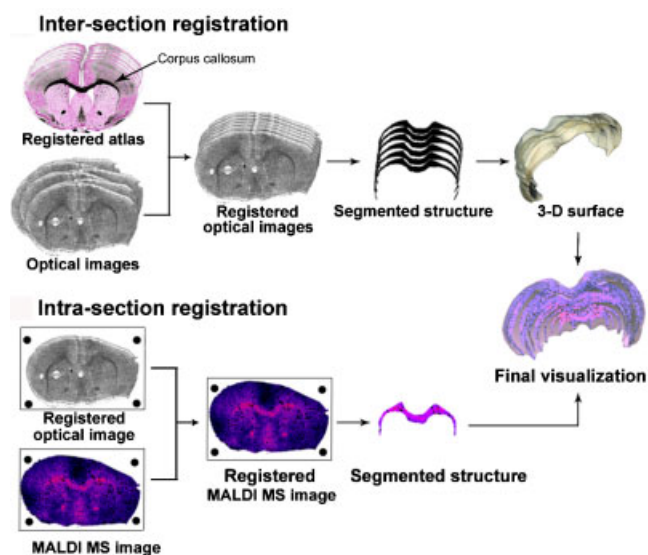 Inter-section registration
Corpus callosum
Registered atlas
Optical images
Registered
optical images
Segmented structure
3-D surface
Final visualization
Intra-section registration
Registered
optical image
MALDI MS image
Registered
MALDI MS image
Segmented structure